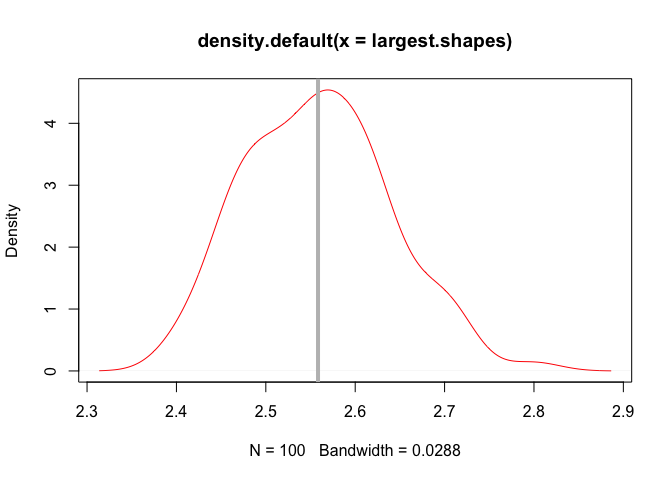 density.default(x = largest.shapes)
Density
4
3
2
1
0
2.3 2.4 2.5 2.6 2.7 2.8 2.9
N = 100 Bandwidth = 0.0288